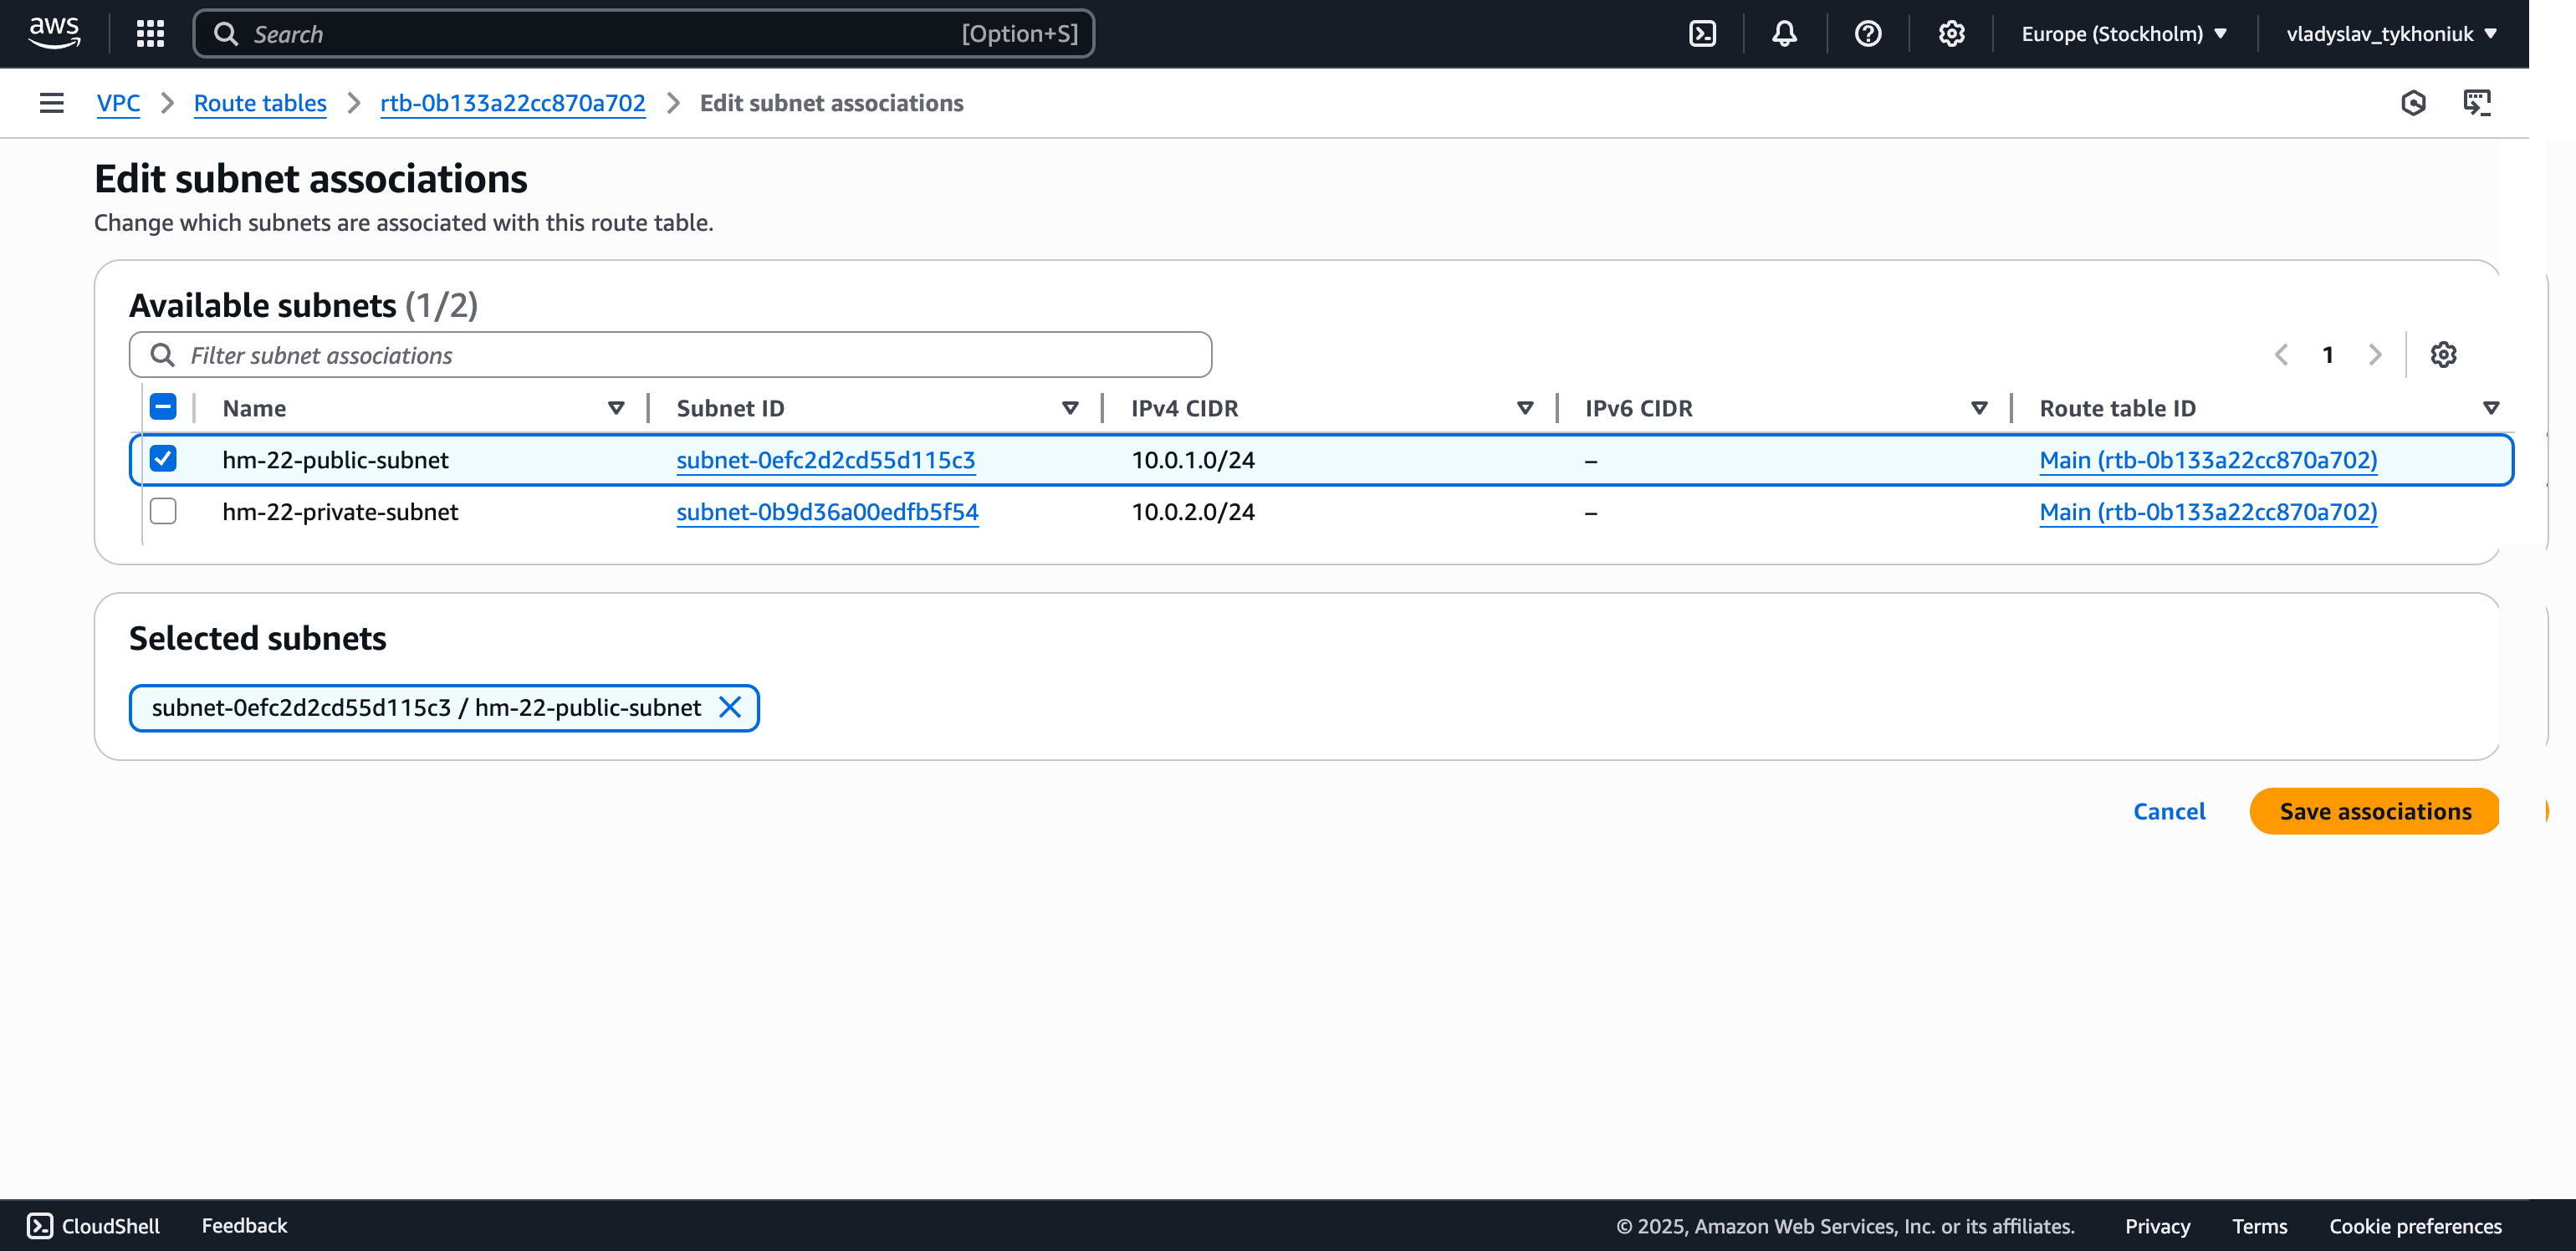 aws Search [Option+S] Europe (Stockholm) vladyslav_tykhoniuk
VPC Route tables rtb-0b133a22cc870a702 Edit subnet associations
Edit subnet associations
Change which subnets are associated with this route table.
Available subnets (1/2)
Filter subnet associations 1
Name Subnet ID IPv4 CIDR IPv6 CIDR Route table ID
hm-22-public-subnet subnet-0efc2d2cd55d115c3 10.0.1.0/24 – Main (rtb-0b133a22cc870a702)
hm-22-private-subnet subnet-0b9d36a00edfb5f54 10.0.2.0/24 – Main (rtb-0b133a22cc870a702)
Selected subnets
subnet-0efc2d2cd55d115c3 / hm-22-public-subnet
Cancel Save associations
CloudShell Feedback © 2025, Amazon Web Services, Inc. or its affiliates. Privacy Terms Cookie preferences